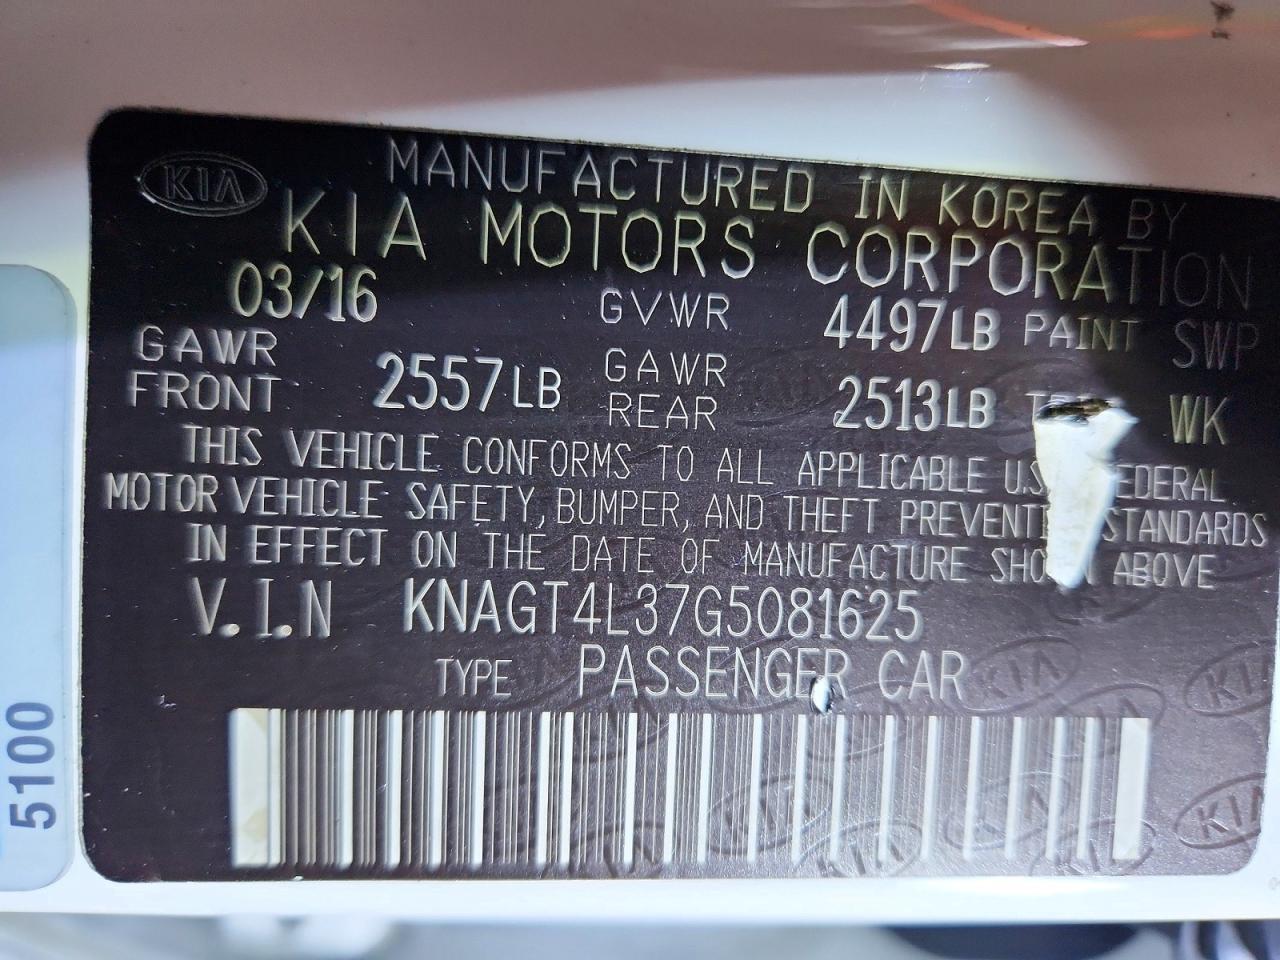 KIA
MANUFACTURED IN KOREA BY
KIA MOTORS CORPORATION
03/16 GVWR 4497LB PAINT SWP
GAWR FRONT 2557LB GAWR REAR 2513LB WK
THIS VEHICLE CONFORMS TO ALL APPLICABLE U.S FEDERAL
MOTOR VEHICLE SAFETY, BUMPER, AND THEFT PREVENT STANDARDS
IN EFFECT ON THE DATE OF MANUFACTURE SHO ABOVE
V.I.N KNAGT4L37G5081625
TYPE PASSENGER CAR
5100